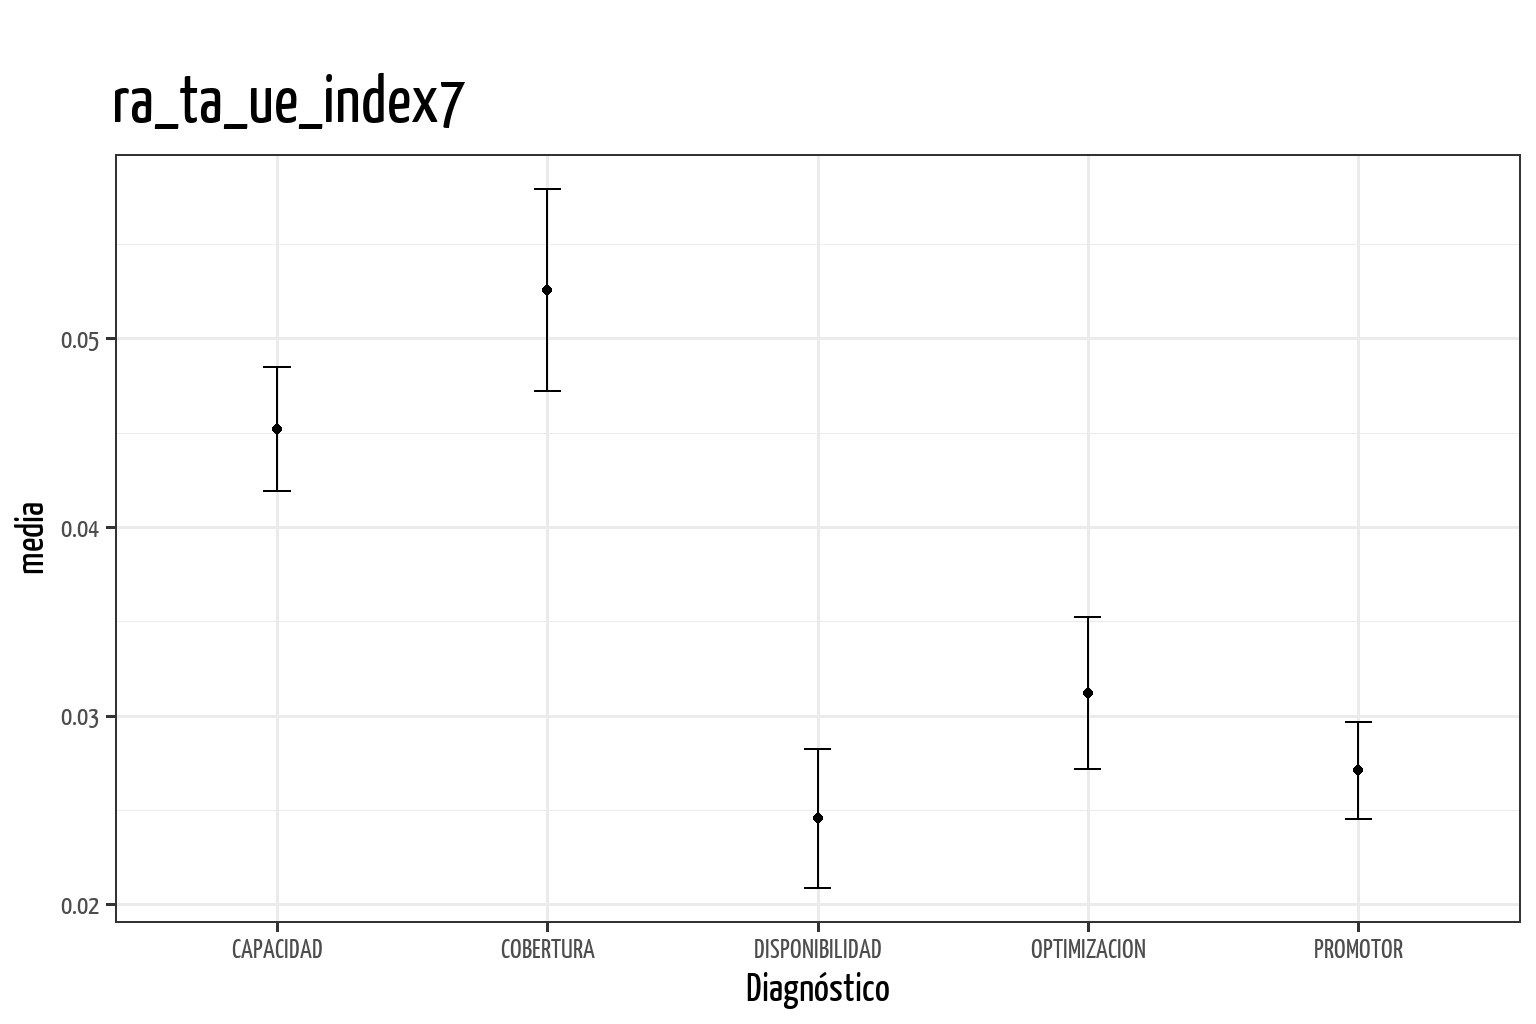 ra_ta_ue_index7
media
0.05
0.04
0.03
0.02
CAPACIDAD COBERTURA DISPONIBILIDAD OPTIMIZACION PROMOTOR
Diagnóstico